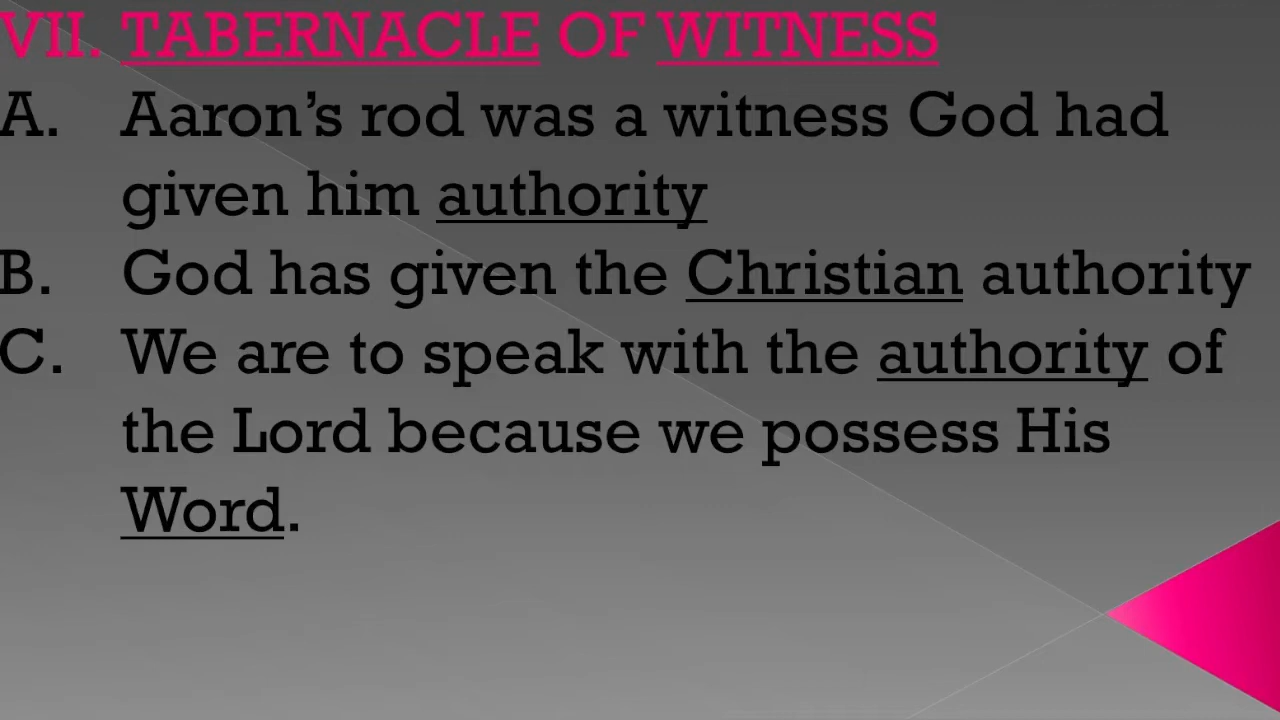 VII. TABERNACLE OF WITNESS
A. Aaron’s rod was a witness God had
given him authority
B. God has given the Christian authority
C. We are to speak with the authority of
the Lord because we possess His
Word.